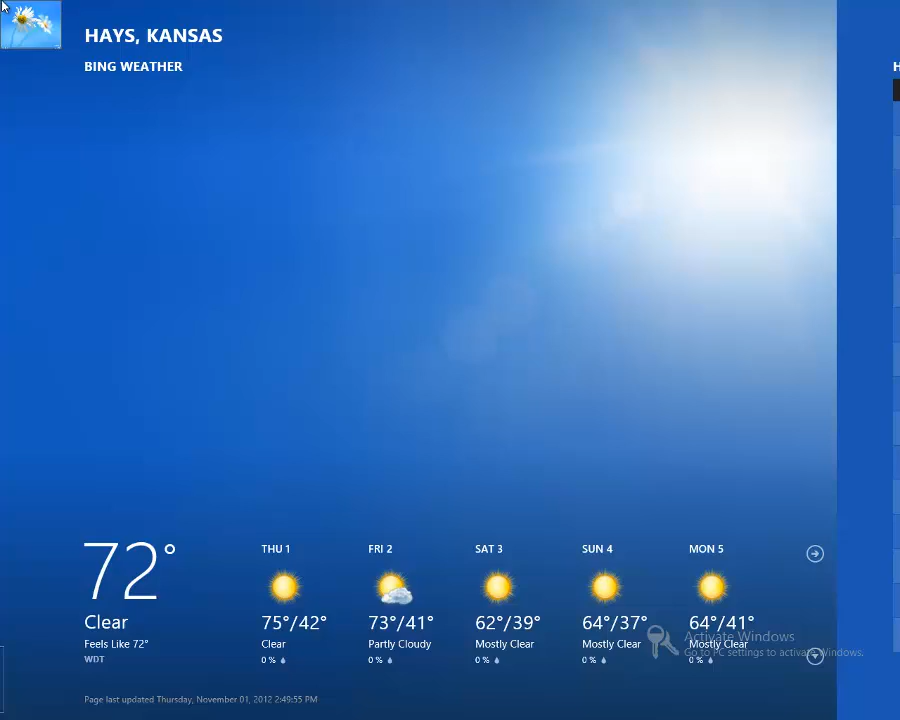 HAYS, KANSAS
BING WEATHER
H
72°
Clear
Feels Like 72°
WDT
THU 1
75°/42°
Clear
0 %
FRI 2
73°/41°
Partly Cloudy
0 %
SAT 3
62°/39°
Mostly Clear
0 %
SUN 4
64°/37°
Mostly Clear
0 %
MON 5
64°/41°
Mostly Clear
0 %
Activate Windows
Go to PC settings to activate Windows.
Page last updated Thursday, November 01, 2012 2:49:55 PM